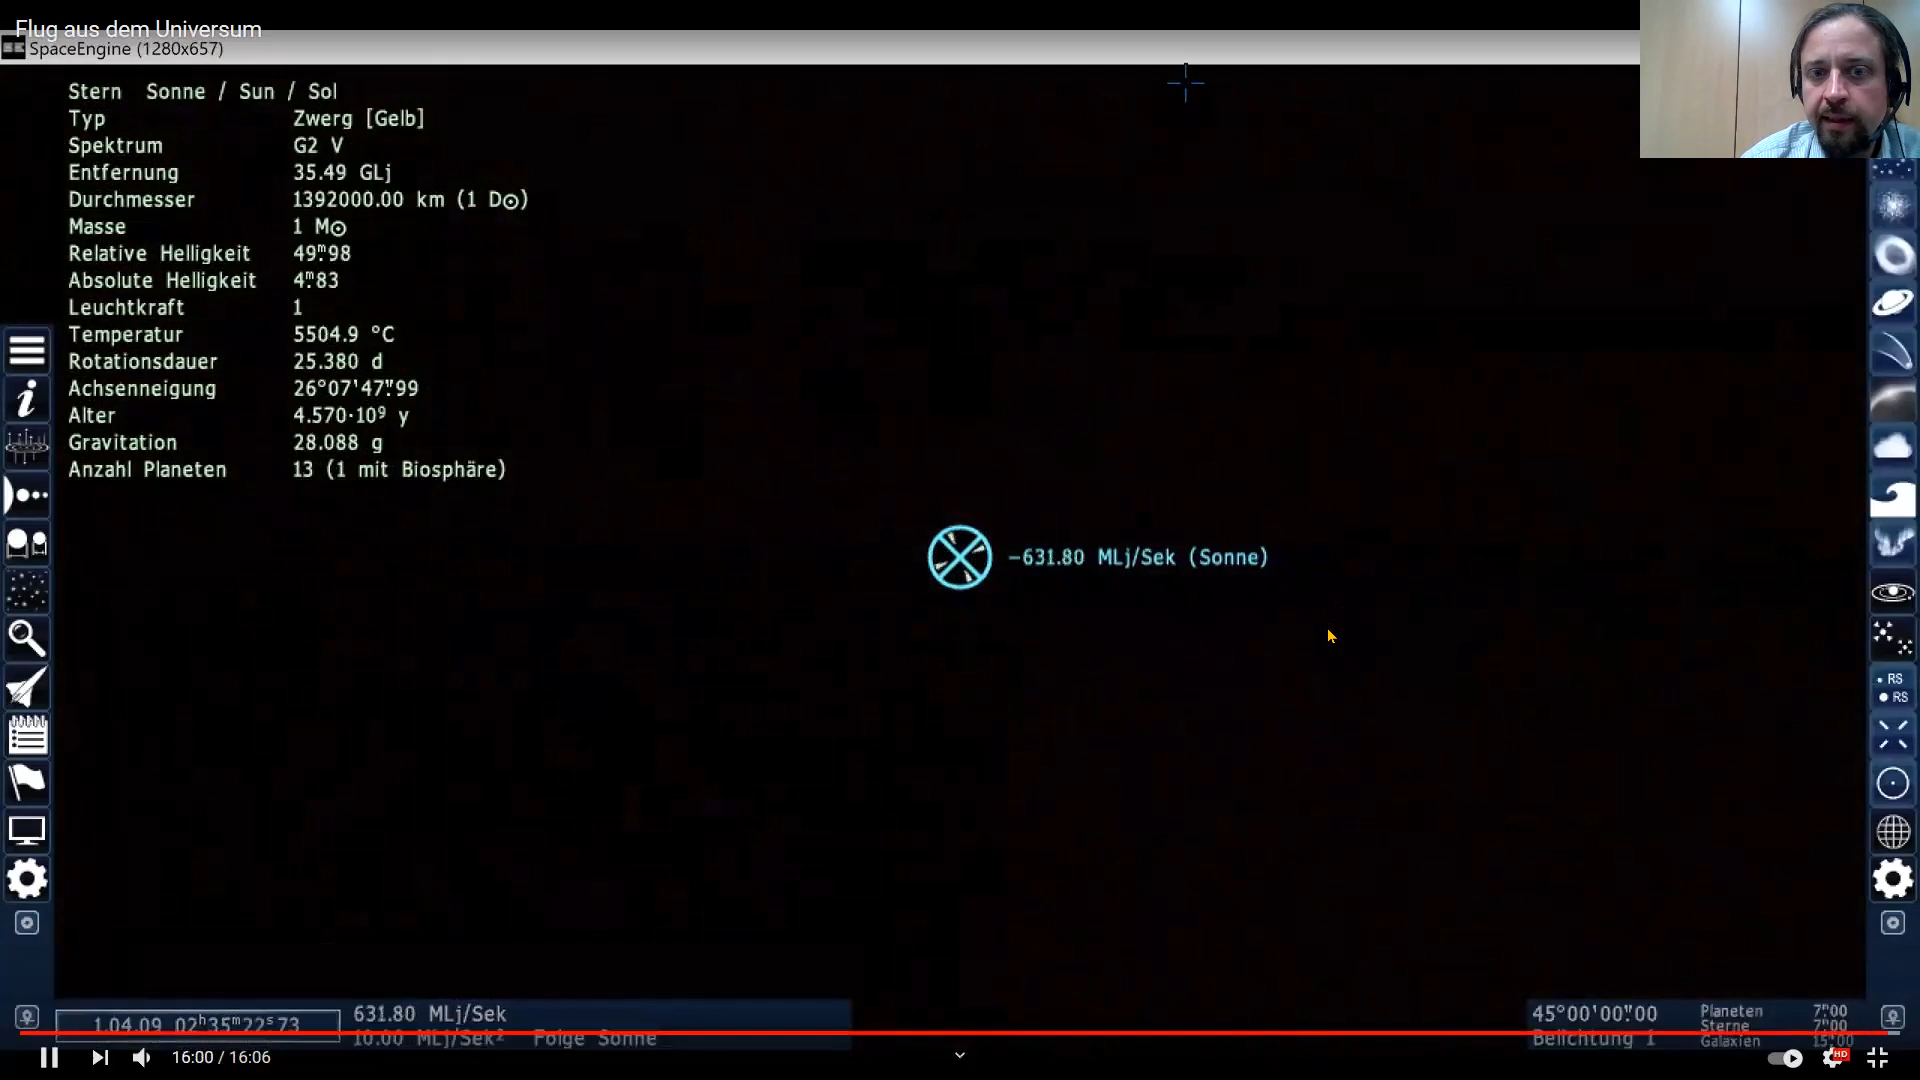 Flug aus dem Universum
SpaceEngine (1280x657)
Stern Sonne / Sun / Sol
Typ Zwerg [Gelb]
Spektrum G2 V
Entfernung 35.49 GLj
Durchmesser 1392000.00 km (1 D☉)
Masse 1 M☉
Relative Helligkeit 49ᵐ98
Absolute Helligkeit 4ᵐ83
Leuchtkraft 1
Temperatur 5504.9 °C
Rotationsdauer 25.380 d
Achsenneigung 26°07'47"99
Alter 4.570·10⁹ y
Gravitation 28.088 g
Anzahl Planeten 13 (1 mit Biosphäre)
-631.80 MLj/Sek (Sonne)
RS
RS
1.04.09 02ʰ35ᵐ22ˢ73
631.80 MLj/Sek
10.00 MLj/Sek² Folge Sonne
45°00'00"00
Belichtung 1
Planeten 7ᵐ00
Sterne 7ᵐ00
Galaxien 15ᵐ00
16:00 / 16:06
HD